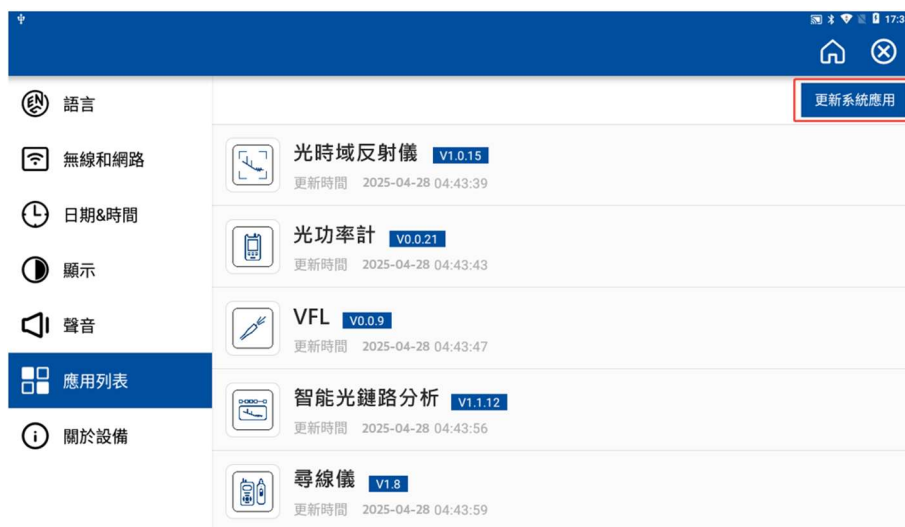 17:3
語言
無線和網路
日期&時間
顯示
聲音
應用列表
關於設備
更新系統應用
光時域反射儀 V1.0.15
更新時間 2025-04-28 04:43:39
光功率計 V0.0.21
更新時間 2025-04-28 04:43:43
VFL V0.0.9
更新時間 2025-04-28 04:43:47
智能光鏈路分析 V1.1.12
更新時間 2025-04-28 04:43:56
尋線儀 V1.8
更新時間 2025-04-28 04:43:59